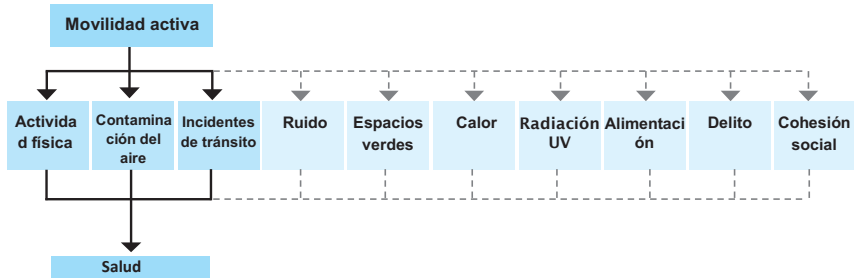 Movilidad activa
Activida
d física
Contamina
ción del
aire
Incidentes
de tránsito
Ruido
Espacios
verdes
Calor
Radiación
UV
Alimentaci
ón
Delito
Cohesión
social
Salud